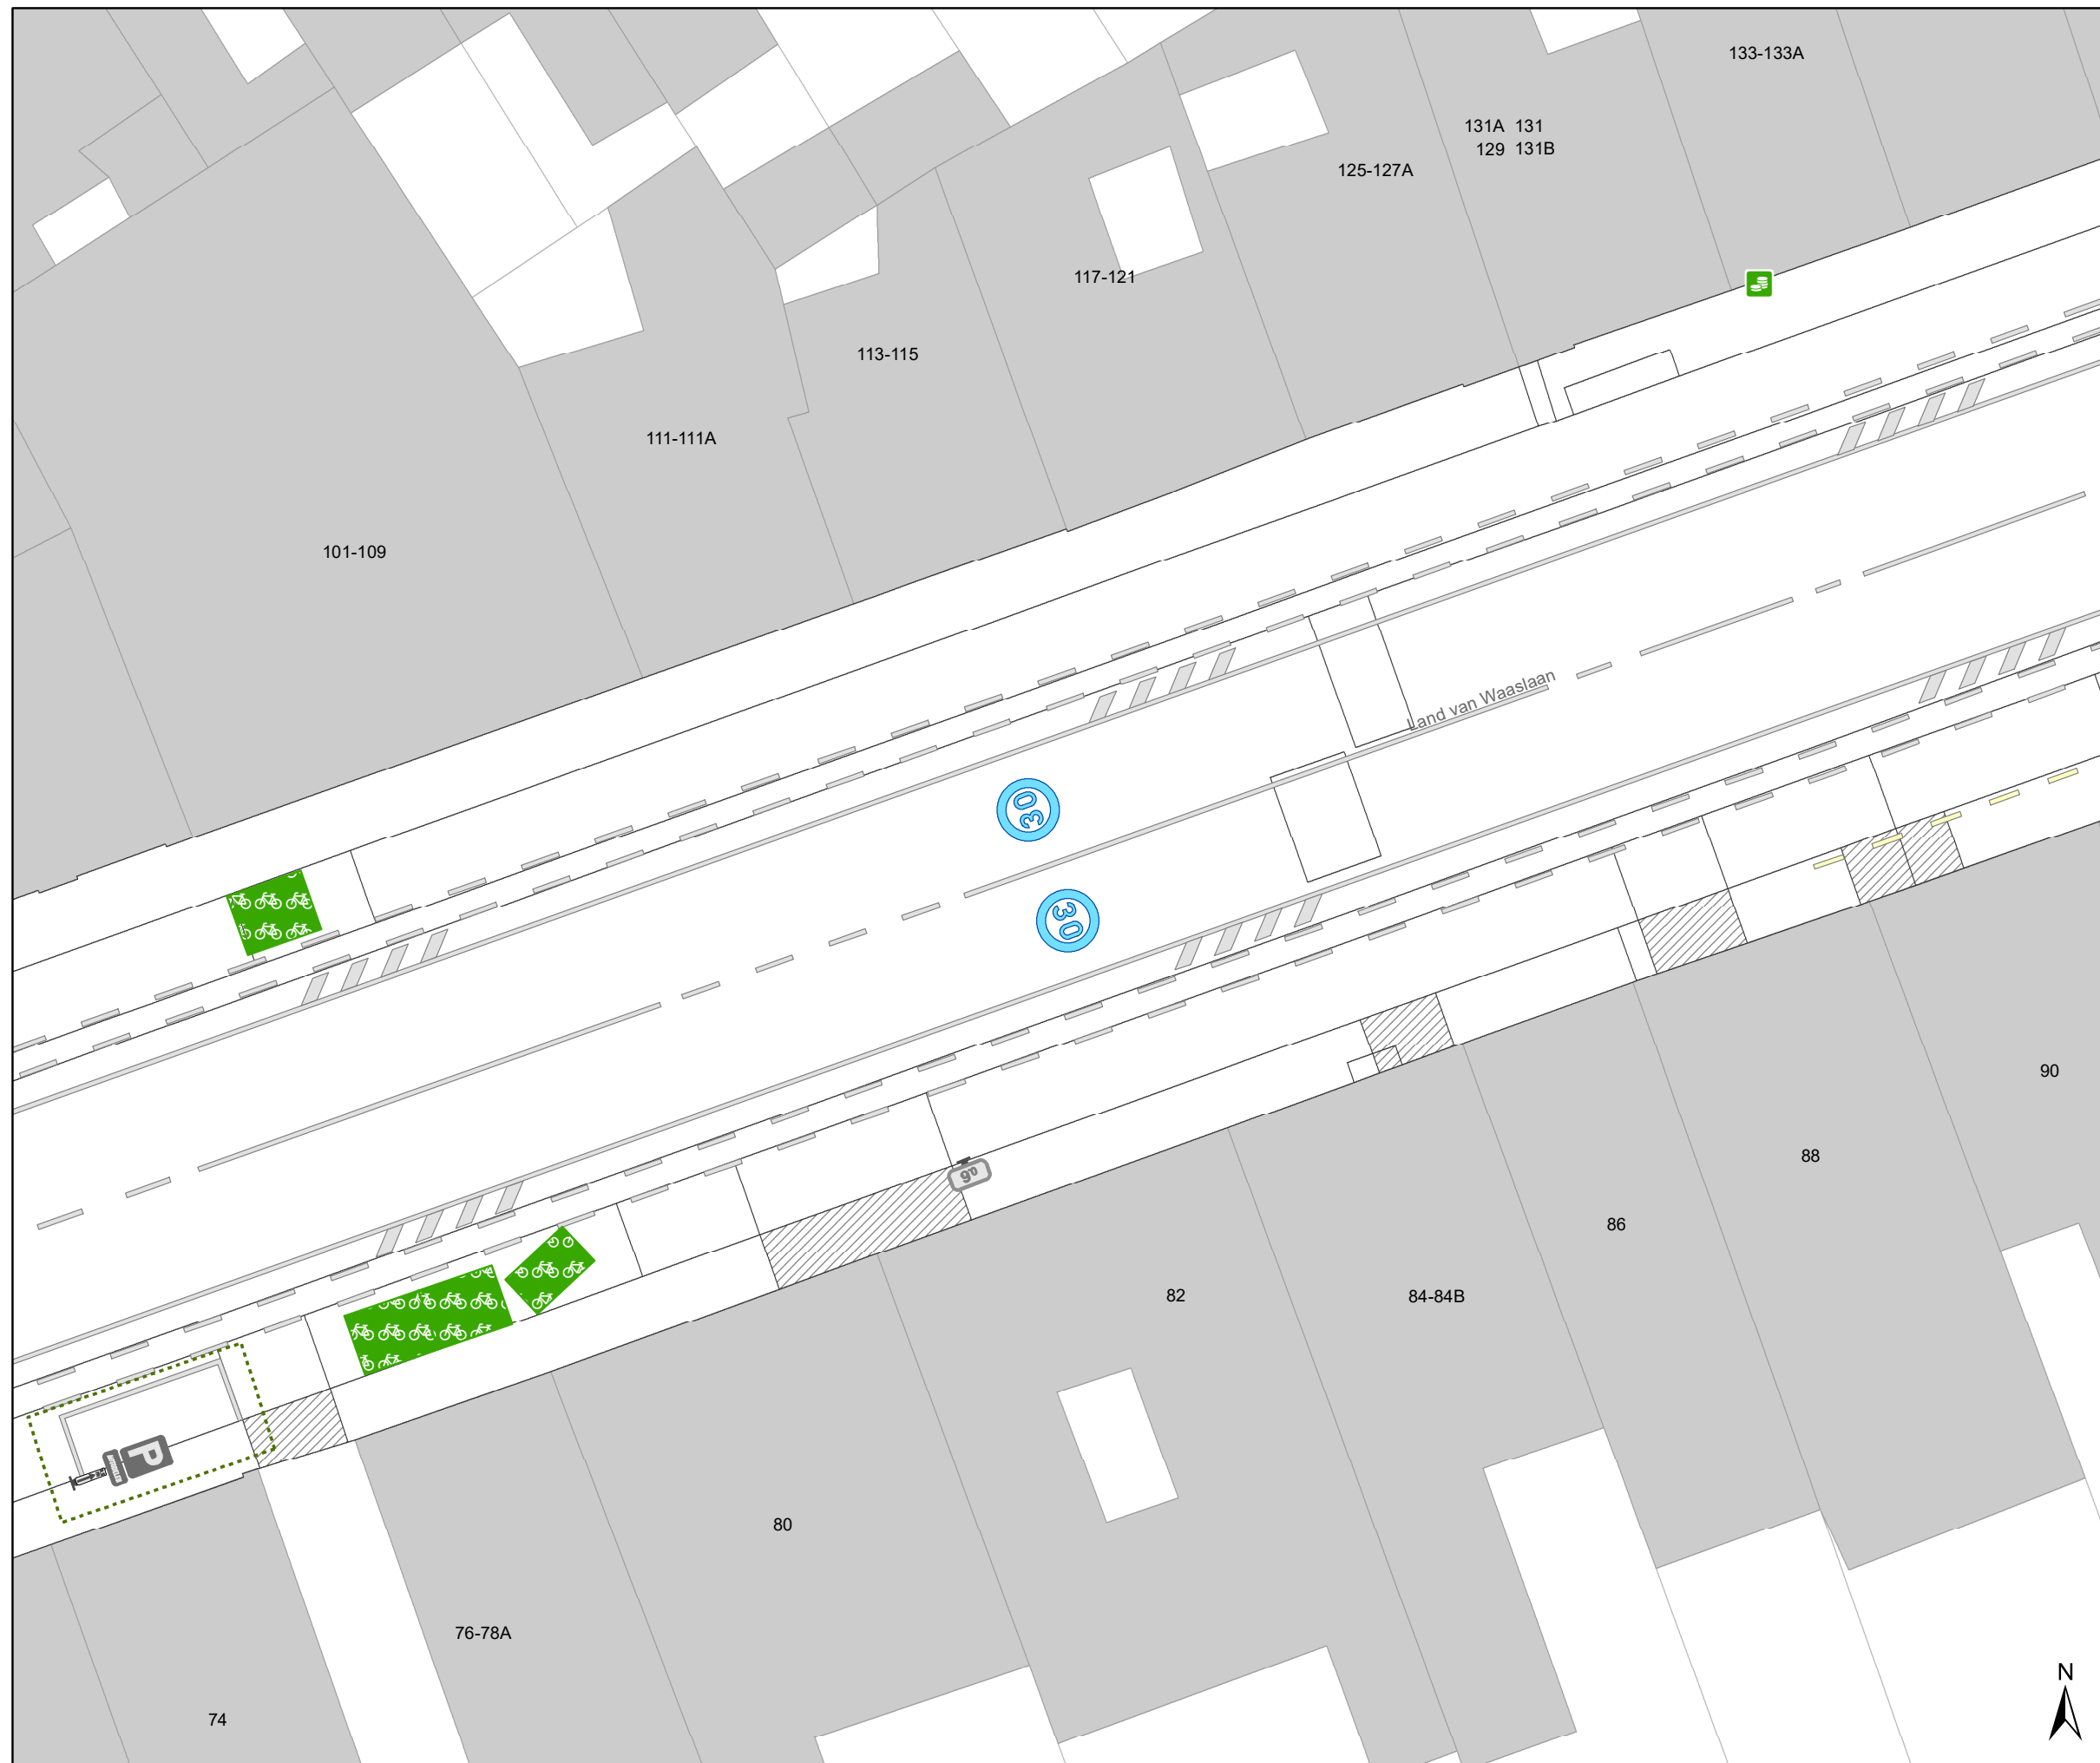 133-133A
131A 131
129 131B
125-127A
117-121
113-115
111-111A
101-109
Land van Waaslaan
30
30
90
88
86
84-84B
82
80
P
76-78A
74
N